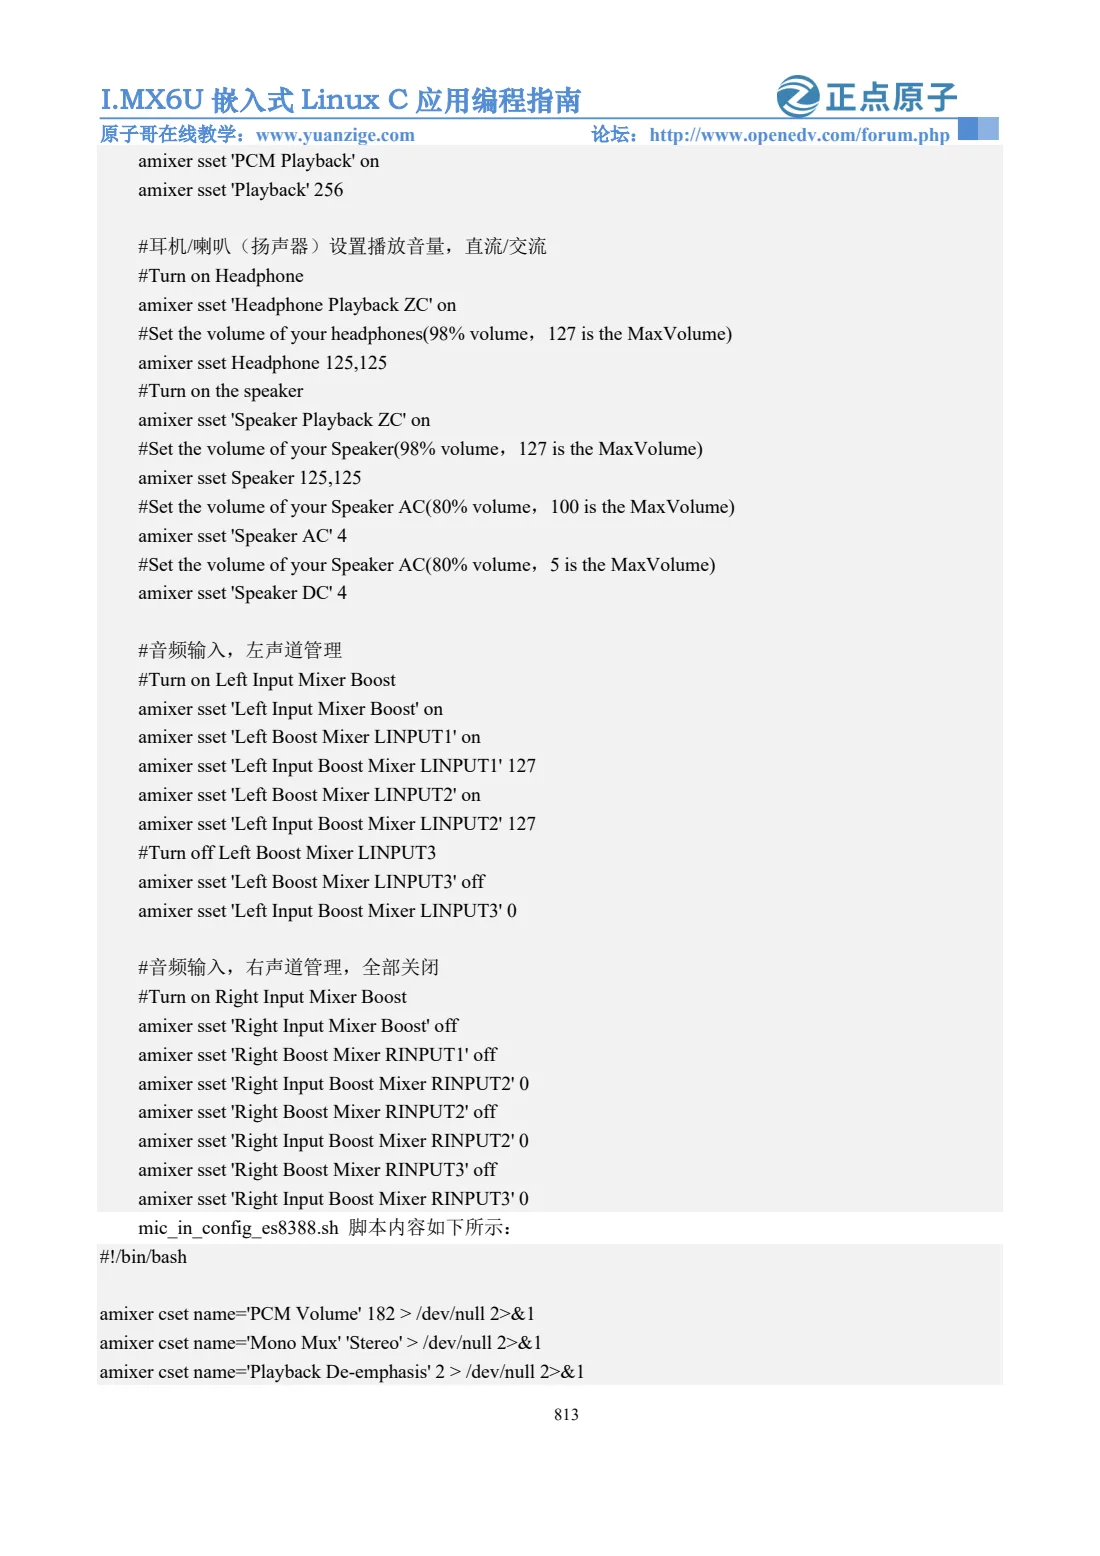 I.MX6U 嵌入式 Linux C 应用编程指南
正点原子
原子哥在线教学：www.yuanzige.com 论坛：http://www.openedv.com/forum.php
amixer sset 'PCM Playback' on
amixer sset 'Playback' 256
#耳机/喇叭（扬声器）设置播放音量，直流/交流
#Turn on Headphone
amixer sset 'Headphone Playback ZC' on
#Set the volume of your headphones(98% volume，127 is the MaxVolume)
amixer sset Headphone 125,125
#Turn on the speaker
amixer sset 'Speaker Playback ZC' on
#Set the volume of your Speaker(98% volume，127 is the MaxVolume)
amixer sset Speaker 125,125
#Set the volume of your Speaker AC(80% volume，100 is the MaxVolume)
amixer sset 'Speaker AC' 4
#Set the volume of your Speaker AC(80% volume，5 is the MaxVolume)
amixer sset 'Speaker DC' 4
#音频输入，左声道管理
#Turn on Left Input Mixer Boost
amixer sset 'Left Input Mixer Boost' on
amixer sset 'Left Boost Mixer LINPUT1' on
amixer sset 'Left Input Boost Mixer LINPUT1' 127
amixer sset 'Left Boost Mixer LINPUT2' on
amixer sset 'Left Input Boost Mixer LINPUT2' 127
#Turn off Left Boost Mixer LINPUT3
amixer sset 'Left Boost Mixer LINPUT3' off
amixer sset 'Left Input Boost Mixer LINPUT3' 0
#音频输入，右声道管理，全部关闭
#Turn on Right Input Mixer Boost
amixer sset 'Right Input Mixer Boost' off
amixer sset 'Right Boost Mixer RINPUT1' off
amixer sset 'Right Input Boost Mixer RINPUT2' 0
amixer sset 'Right Boost Mixer RINPUT2' off
amixer sset 'Right Input Boost Mixer RINPUT2' 0
amixer sset 'Right Boost Mixer RINPUT3' off
amixer sset 'Right Input Boost Mixer RINPUT3' 0
mic_in_config_es8388.sh 脚本内容如下所示：
#!/bin/bash
amixer cset name='PCM Volume' 182 > /dev/null 2>&1
amixer cset name='Mono Mux' 'Stereo' > /dev/null 2>&1
amixer cset name='Playback De-emphasis' 2 > /dev/null 2>&1
813